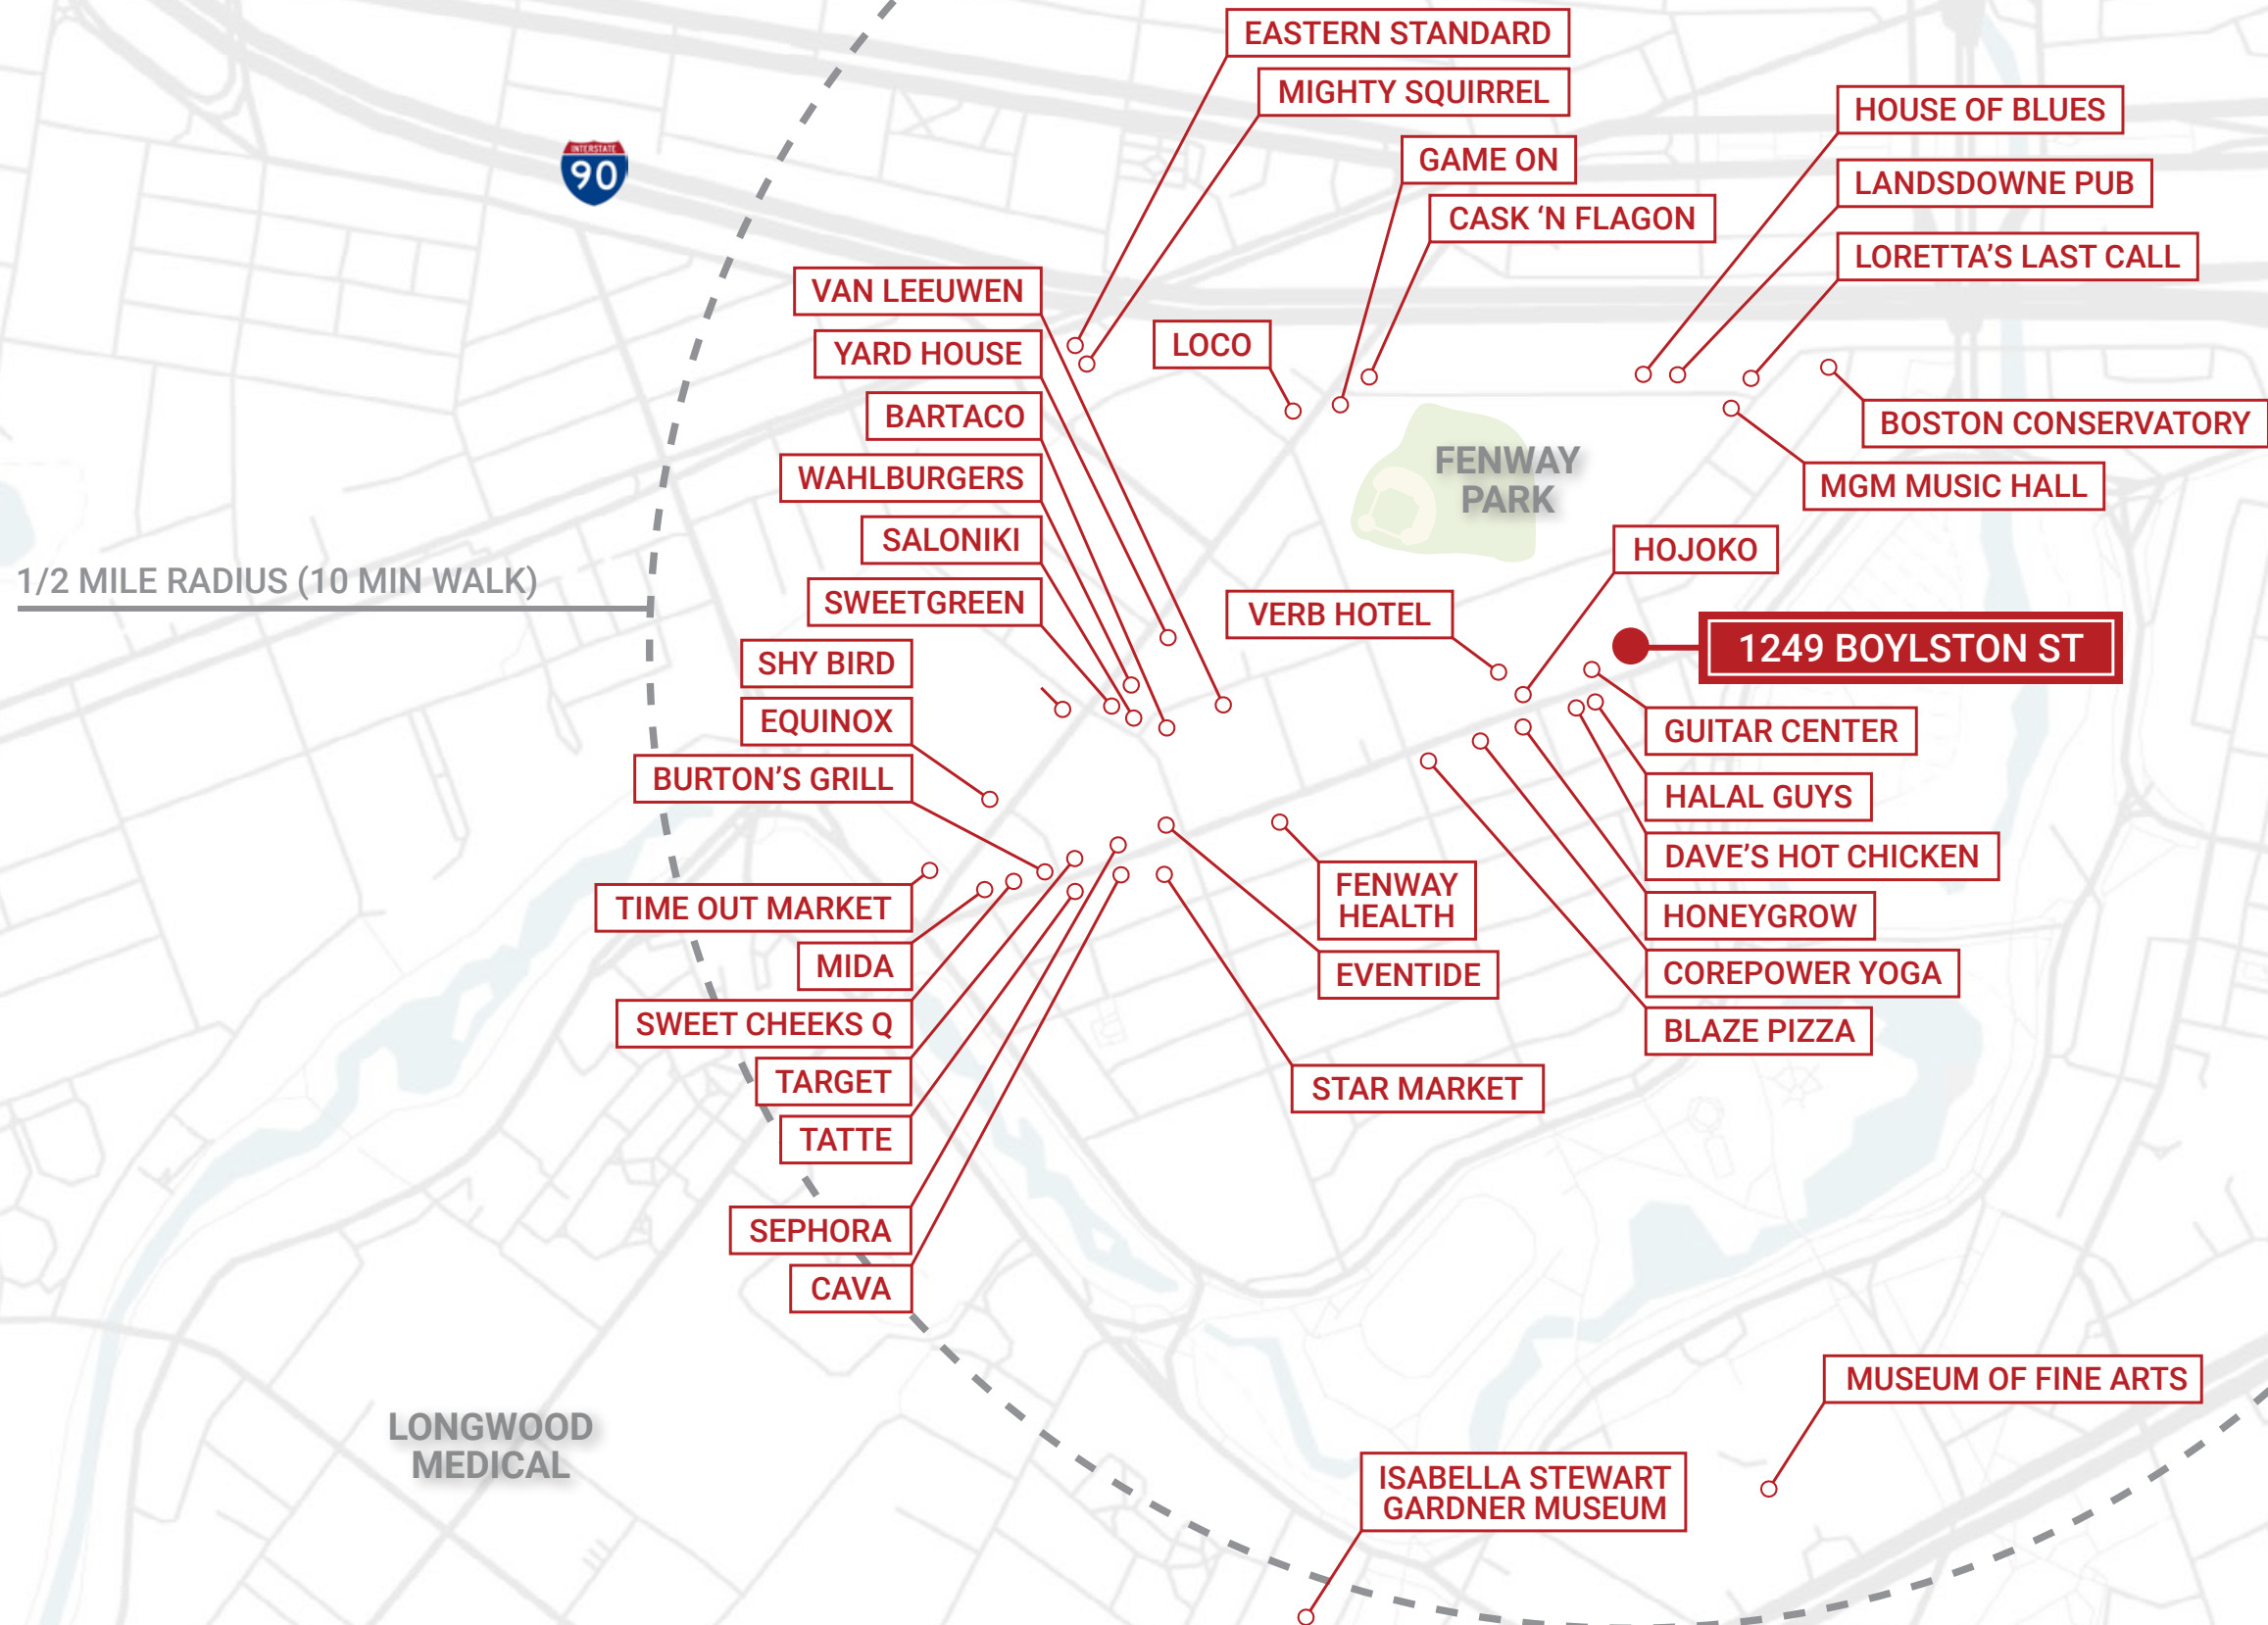 EASTERN STANDARD
MIGHTY SQUIRREL
HOUSE OF BLUES
INTERSTATE
90
GAME ON
LANDSDOWNE PUB
CASK ‘N FLAGON
LORETTA’S LAST CALL
VAN LEEUWEN
LOCO
YARD HOUSE
BARTACO
BOSTON CONSERVATORY
FENWAY
PARK
WAHLBURGERS
MGM MUSIC HALL
SALONIKI
HOJOKO
1/2 MILE RADIUS (10 MIN WALK)
SWEETGREEN
VERB HOTEL
1249 BOYLSTON ST
SHY BIRD
EQUINOX
GUITAR CENTER
BURTON’S GRILL
HALAL GUYS
DAVE’S HOT CHICKEN
FENWAY
HEALTH
TIME OUT MARKET
HONEYGROW
MIDA
EVENTIDE
COREPOWER YOGA
SWEET CHEEKS Q
BLAZE PIZZA
TARGET
STAR MARKET
TATTE
SEPHORA
CAVA
MUSEUM OF FINE ARTS
LONGWOOD
MEDICAL
ISABELLA STEWART
GARDNER MUSEUM